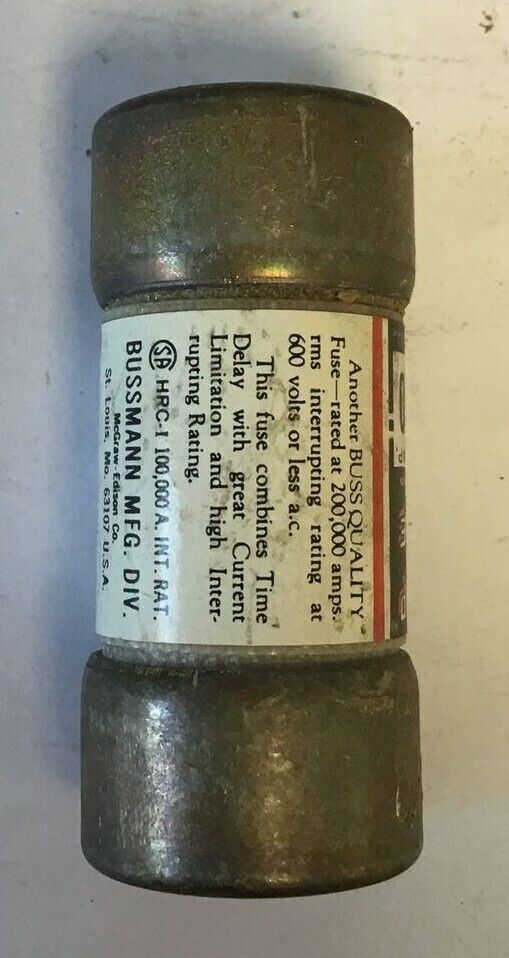 Another BUSS QUALITY
Fuse—rated at 200,000 amps.
rms interrupting rating at
600 volts or less a.c.
This fuse combines Time
Delay with great Current
Limitation and high Inter-
rupting Rating.
SA HRC-I 100,000 A. INT. RAT.
BUSSMANN MFG. DIV.
McGraw-Edison Co.
St. Louis, Mo. 63107 U.S.A.